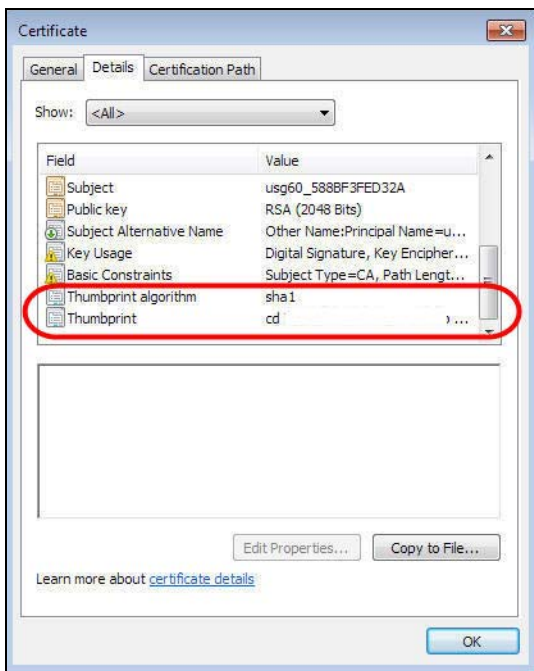 Certificate
General Details Certification Path
Show: <All>
Field Value
Subject usg60_588BF3FED32A
Public key RSA (2048 Bits)
Subject Alternative Name Other Name:Principal Name=u...
Key Usage Digital Signature, Key Encipher...
Basic Constraints Subject Type=CA, Path Lengt...
Thumbprint algorithm sha1
Thumbprint cd ...
Edit Properties... Copy to File...
Learn more about certificate details
OK